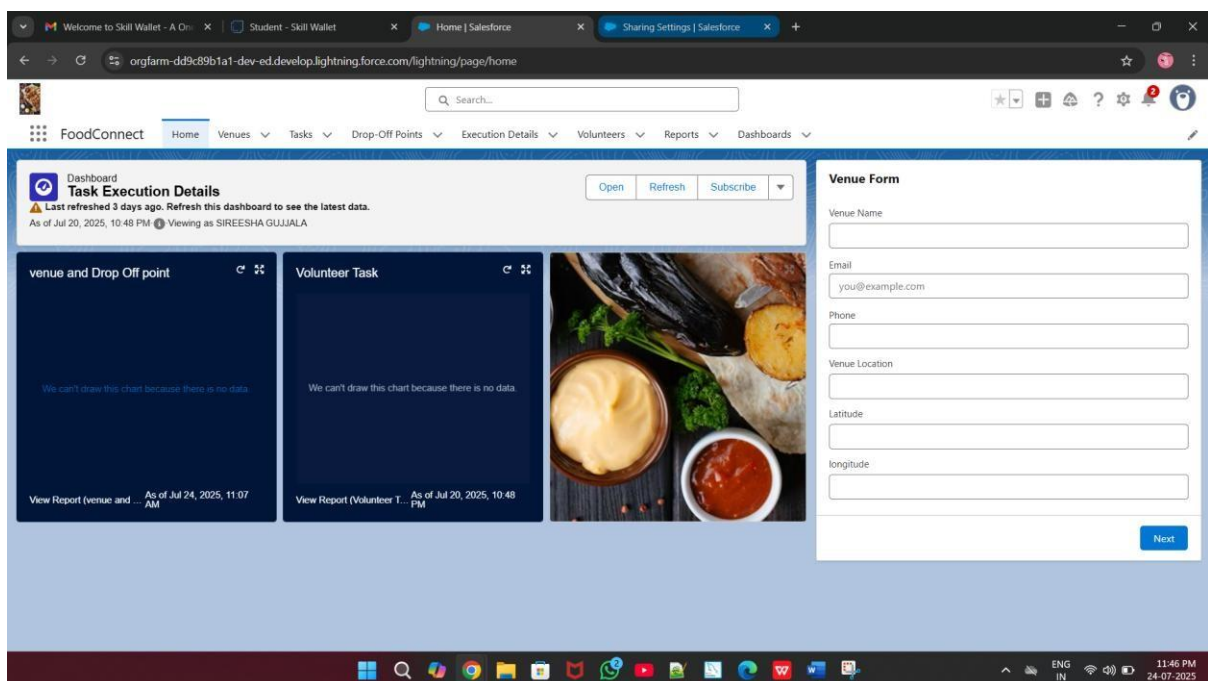 Welcome to Skill Wallet - A On
Student - Skill Wallet
Home | Salesforce
Sharing Settings | Salesforce
orgfarm-dd9c89b1a1-dev-ed.develop.lightning.force.com/lightning/page/home
Search...
2
FoodConnect Home Venues Tasks Drop-Off Points Execution Details Volunteers Reports Dashboards
Dashboard
Task Execution Details
Last refreshed 3 days ago. Refresh this dashboard to see the latest data.
As of Jul 20, 2025, 10:48 PM Viewing as SIREESHA GUJJALA
Open Refresh Subscribe
venue and Drop Off point
We can't draw this chart because there is no data.
View Report (venue and ... As of Jul 24, 2025, 11:07 AM
Volunteer Task
We can't draw this chart because there is no data.
View Report (Volunteer T... As of Jul 20, 2025, 10:48 PM
Venue Form
Venue Name
Email
you@example.com
Phone
Venue Location
Latitude
longitude
Next
ENG
IN
11:46 PM
24-07-2025